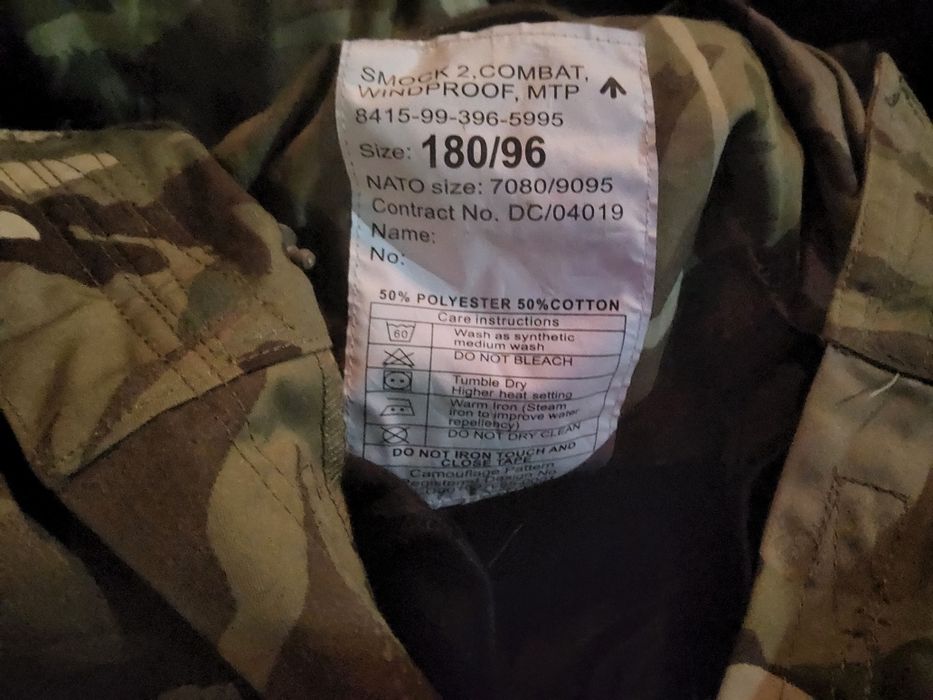 SMOCK 2,COMBAT,
WINDPROOF, MTP
8415-99-396-5995
Size: 180/96
NATO size: 7080/9095
Contract No. DC/04019
Name:
No:
50% POLYESTER 50%COTTON
Care instructions
60
Wash as synthetic
medium wash
DO NOT BLEACH
Tumble Dry
Higher heat setting
Warm Iron (Steam
iron to improve water
repellency)
DO NOT DRY CLEAN
DO NOT IRON TOUCH AND
CLOSE TAPE
Camouflage Pattern
Registered Design No